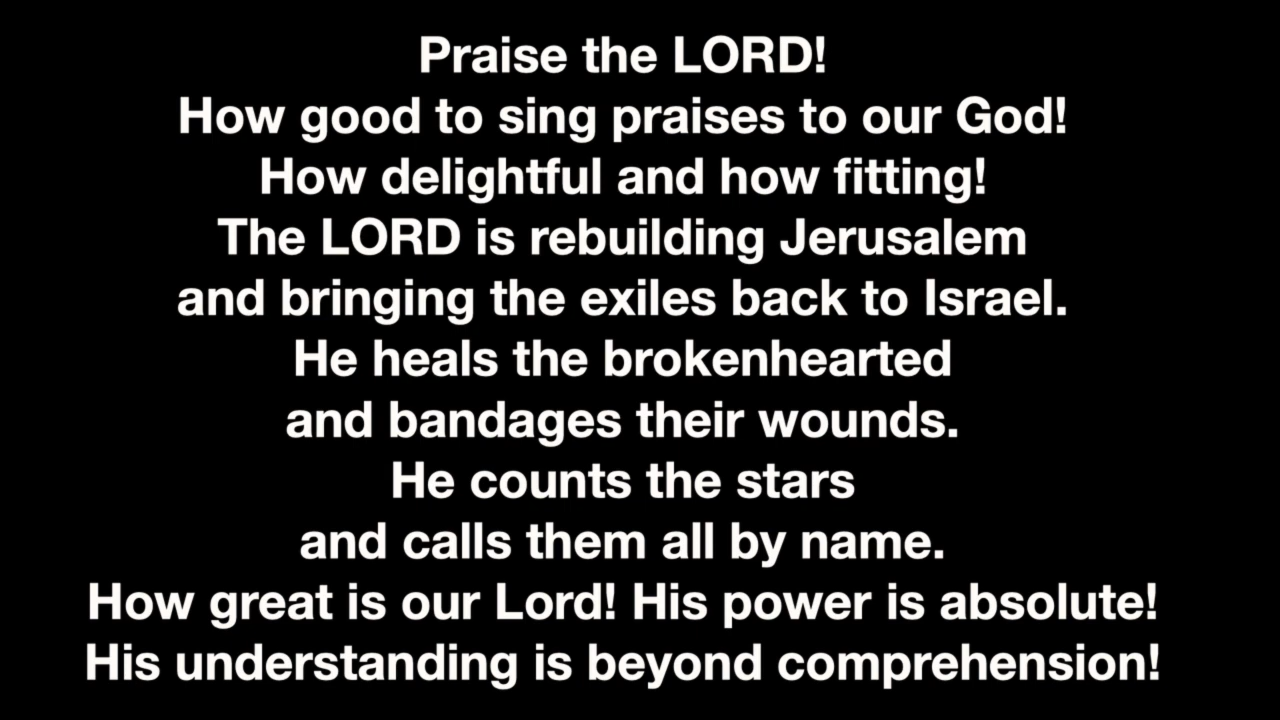 Praise the LORD!
How good to sing praises to our God!
How delightful and how fitting!
The LORD is rebuilding Jerusalem
and bringing the exiles back to Israel.
He heals the brokenhearted
and bandages their wounds.
He counts the stars
and calls them all by name.
How great is our Lord! His power is absolute!
His understanding is beyond comprehension!